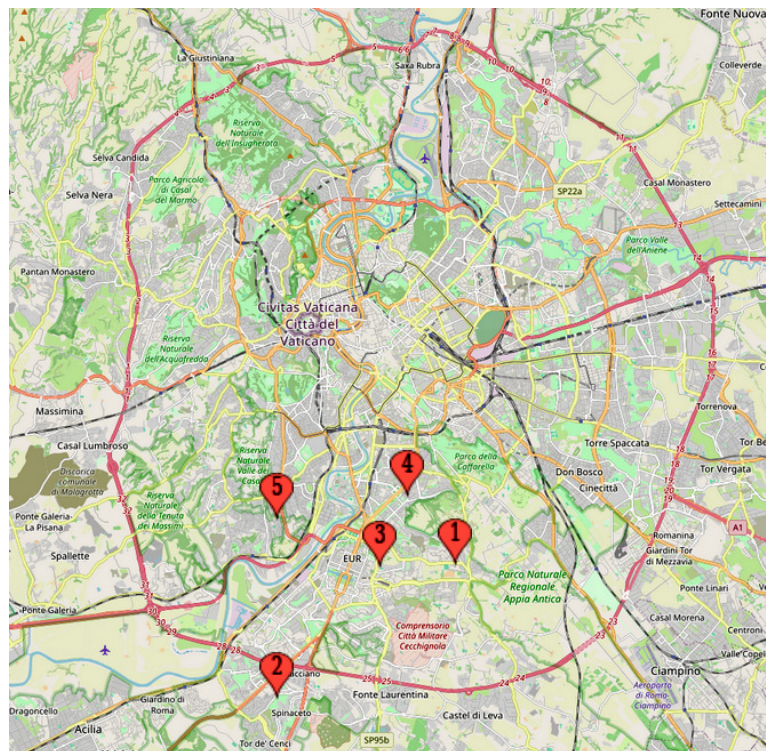 Fonte Nuova
La Giustiniana
Saxa Rubra
Colleverde
Riserva
Naturale
dell'Insugherata
Selva Candida
Selva Nera
Parco Agricolo
di Casal
del Marmo
SP22a
Casal Monastero
Settecamini
Parco Valle
dell'Aniene
Pantan Monastero
Civitas Vaticana
Città del
Vaticano
Riserva
Naturale
dell'Acquafredda
Massimina
Casal Lumbroso
Torrenova
Torre Spaccata
Tor Vergata
Don Bosco
Cinecittà
Discarica
comunale
di Malagrotta
Riserva
Naturale
Valle dei
Parco della
Caffarella
4
5
3
1
2
Ponte Galeria-
La Pisana
Riserva
Naturale
della Tenuta
dei Massimi
Spallette
A1
Romanina
Giardini Tor
di Mezzavia
EUR
Parco Naturale
Regionale
Appia Antica
Ponte Linari
Ponte Galeria
Comprensorio
Città Militare
Cecchignola
Casal Morena
Centroni
Ciampino
Aeroporto
di Roma-
Ciampino
Fonte Laurentina
Castel di Leva
Giardino di
Roma
Spinaceto
Dragoncello
Acilia
Tor de' Cenci
SP95b